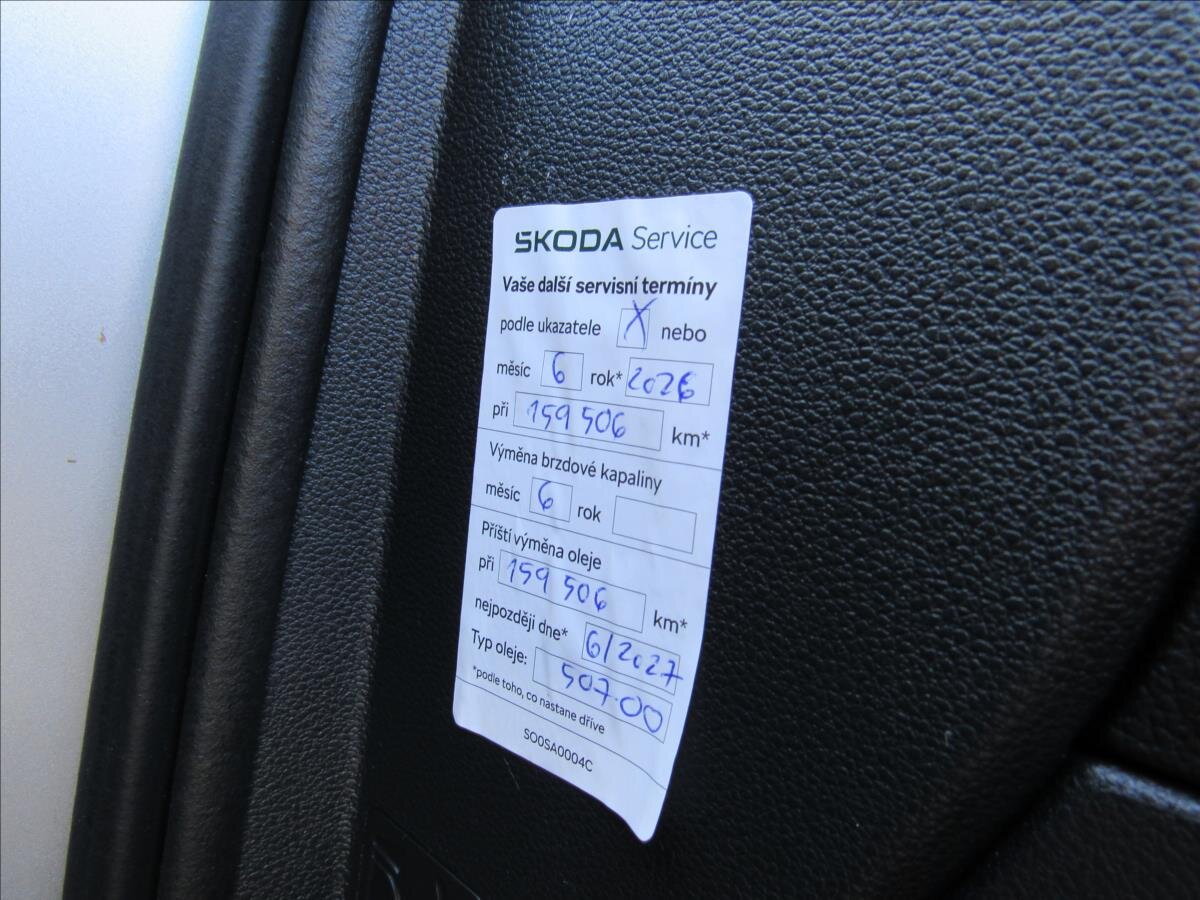 ŠKODA Service
Vaše další servisní termíny
podle ukazatele X nebo
měsíc 6 rok* 2026
při 159 506 km*
Výměna brzdové kapaliny
měsíc 6 rok
Příští výměna oleje
při 159 506 km*
nejpozději dne* 6/2027
Typ oleje: 507.00
*podle toho, co nastane dříve
SO0SA0004C